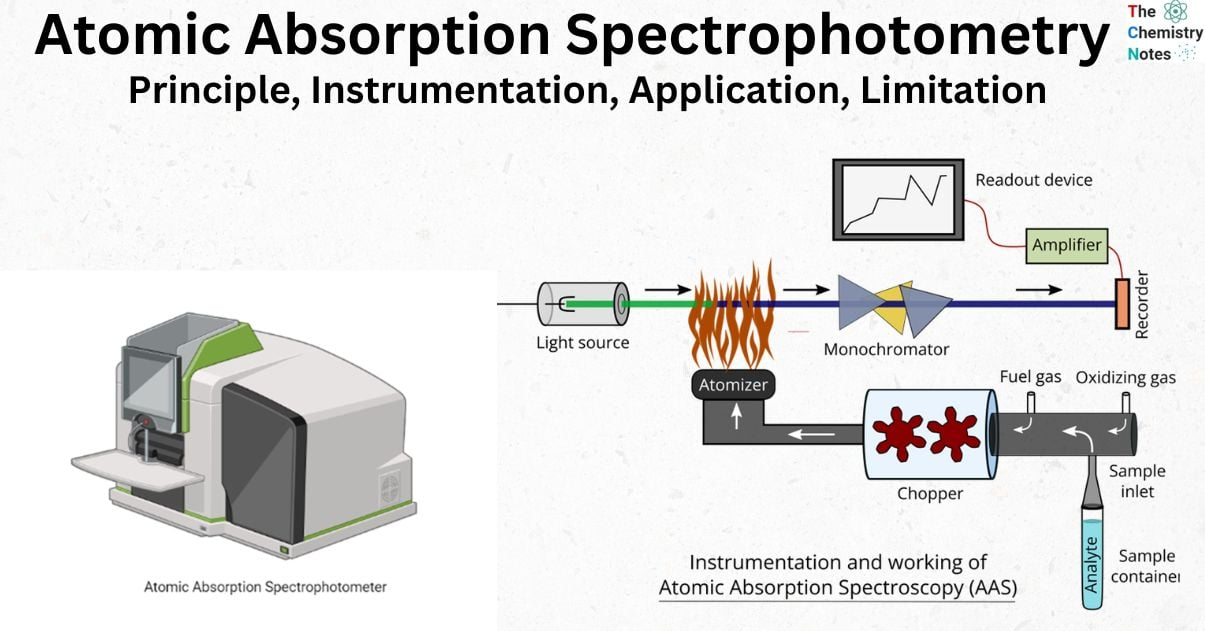 Atomic Absorption Spectrophotometry
Principle, Instrumentation, Application, Limitation
The
Chemistry
Notes
Readout device
Amplifier
Recorder
Light source
Monochromator
Atomizer
Fuel gas
Oxidizing gas
Chopper
Sample
inlet
Analyte
Sample
container
Instrumentation and working of
Atomic Absorption Spectroscopy (AAS)
Atomic Absorption Spectrophotometer